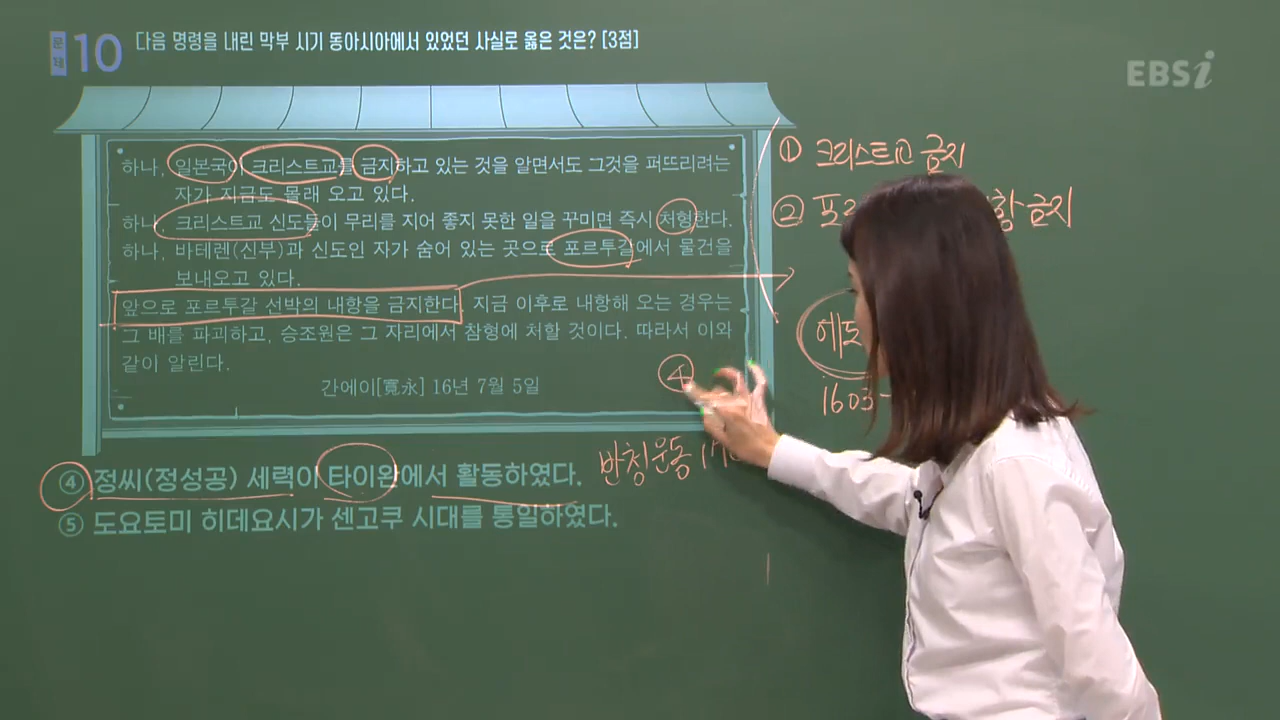 문제 10 다음 명령을 내린 막부 시기 동아시아에서 있었던 사실로 옳은 것은? [3점]
EBSi
하나, 일본국이 크리스트교를 금지하고 있는 것을 알면서도 그것을 퍼뜨리려는
자가 지금도 몰래 오고 있다.
하나, 크리스트교 신도들이 무리를 지어 좋지 못한 일을 꾸미면 즉시 처형한다.
하나, 바테렌(신부)과 신도인 자가 숨어 있는 곳으로 포르투갈에서 물건을
보내오고 있다.
앞으로 포르투갈 선박의 내항을 금지한다. 지금 이후로 내항해 오는 경우는
그 배를 파괴하고, 승조원은 그 자리에서 참형에 처할 것이다. 따라서 이와
같이 알린다.
간에이[寬永] 16년 7월 5일
① 크리스트교 금지
② 포 항 금지
에도
1603-
④
④ 정씨(정성공) 세력이 타이완에서 활동하였다.
반청운동
⑤ 도요토미 히데요시가 센고쿠 시대를 통일하였다.